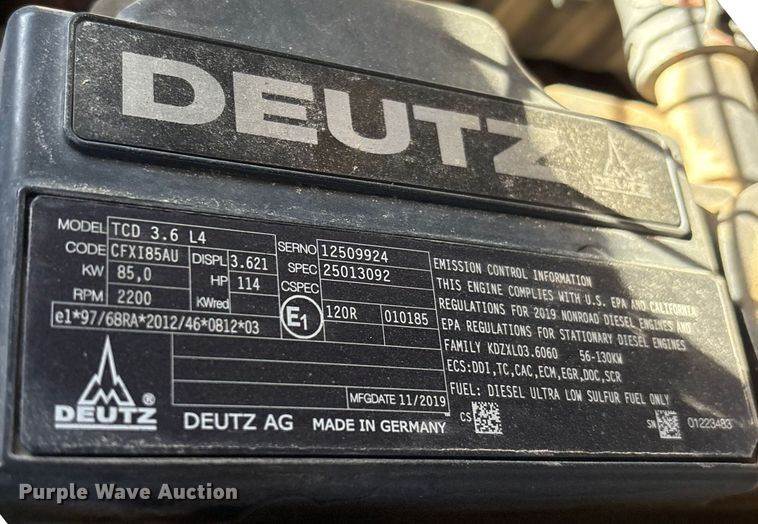 DEUTZ
DEUTZ
MODEL TCD 3.6 L4
CODE CFXI85AU DISPL 3.621
KW 85,0 HP 114
RPM 2200 KWred
e1*97/68RA*2012/46*0812*03
SERNO 12509924
SPEC 25013092
CSPEC
E1 120R 010185
EMISSION CONTROL INFORMATION
THIS ENGINE COMPLIES WITH U.S. EPA AND CALIFORNIA
REGULATIONS FOR 2019 NONROAD DIESEL ENGINES AND
EPA REGULATIONS FOR STATIONARY DIESEL ENGINES
FAMILY KDZXL03.6060 56-130KW
ECS:DDI,TC,CAC,ECM,EGR,DOC,SCR
FUEL: DIESEL ULTRA LOW SULFUR FUEL ONLY
MFGDATE 11/2019
CS
SN 01223483
DEUTZ ®
DEUTZ AG MADE IN GERMANY
Purple Wave Auction